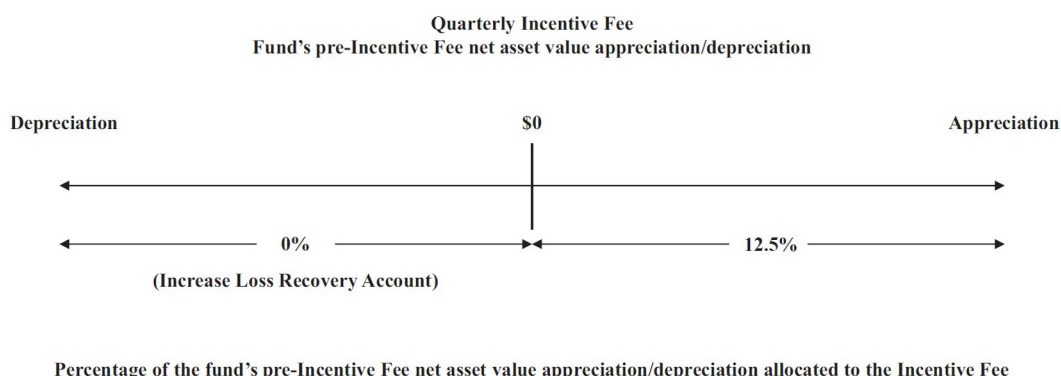 Quarterly Incentive Fee
Fund’s pre-Incentive Fee net asset value appreciation/depreciation
Depreciation
$0
Appreciation
0%
12.5%
(Increase Loss Recovery Account)
Percentage of the fund’s pre-Incentive Fee net asset value appreciation/depreciation allocated to the Incentive Fee